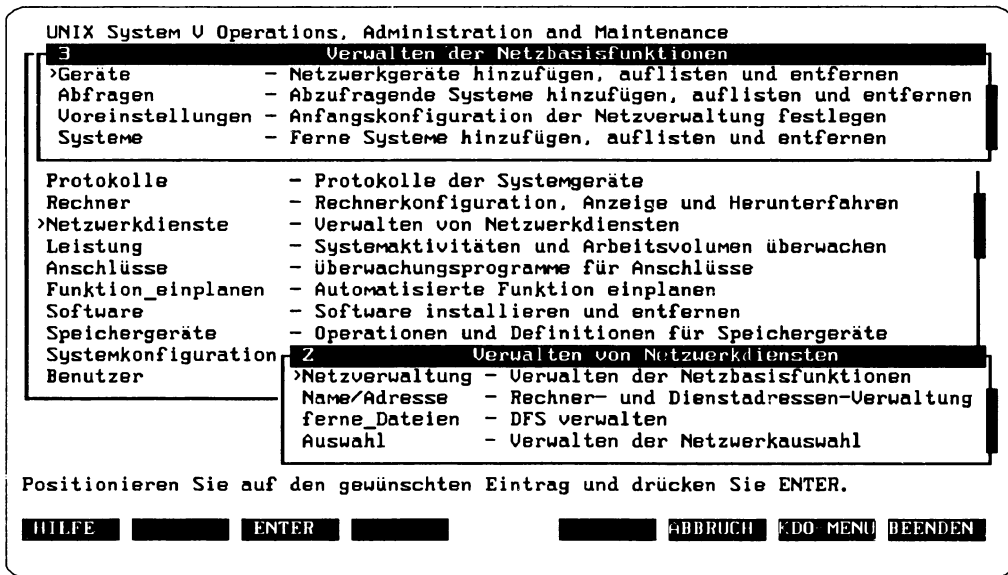 UNIX System V Operations, Administration and Maintenance
3 Verwalten der Netzbasisfunktionen
>Geräte - Netzwerkgeräte hinzufügen, auflisten und entfernen
Abfragen - Abzufragende Systeme hinzufügen, auflisten und entfernen
Voreinstellungen - Anfangskonfiguration der Netzverwaltung festlegen
Systeme - Ferne Systeme hinzufügen, auflisten und entfernen
Protokolle - Protokolle der Systemgeräte
Rechner - Rechnerkonfiguration, Anzeige und Herunterfahren
>Netzwerkdienste - Verwalten von Netzwerkdiensten
Leistung - Systemaktivitäten und Arbeitsvolumen überwachen
Anschlüsse - überwachungsprogramme für Anschlüsse
Funktion_einplanen - Automatisierte Funktion einplanen
Software - Software installieren und entfernen
Speichergeräte - Operationen und Definitionen für Speichergeräte
Systemkonfiguration
Benutzer
2 Verwalten von Netzwerkdiensten
>Netzverwaltung - Verwalten der Netzbasisfunktionen
Name/Adresse - Rechner- und Dienstadressen-Verwaltung
ferne_Dateien - DFS verwalten
Auswahl - Verwalten der Netzwerkauswahl
Positionieren Sie auf den gewünschten Eintrag und drücken Sie ENTER.
HILFE ENTER ABBRUCH KDO-MENU BEENDEN